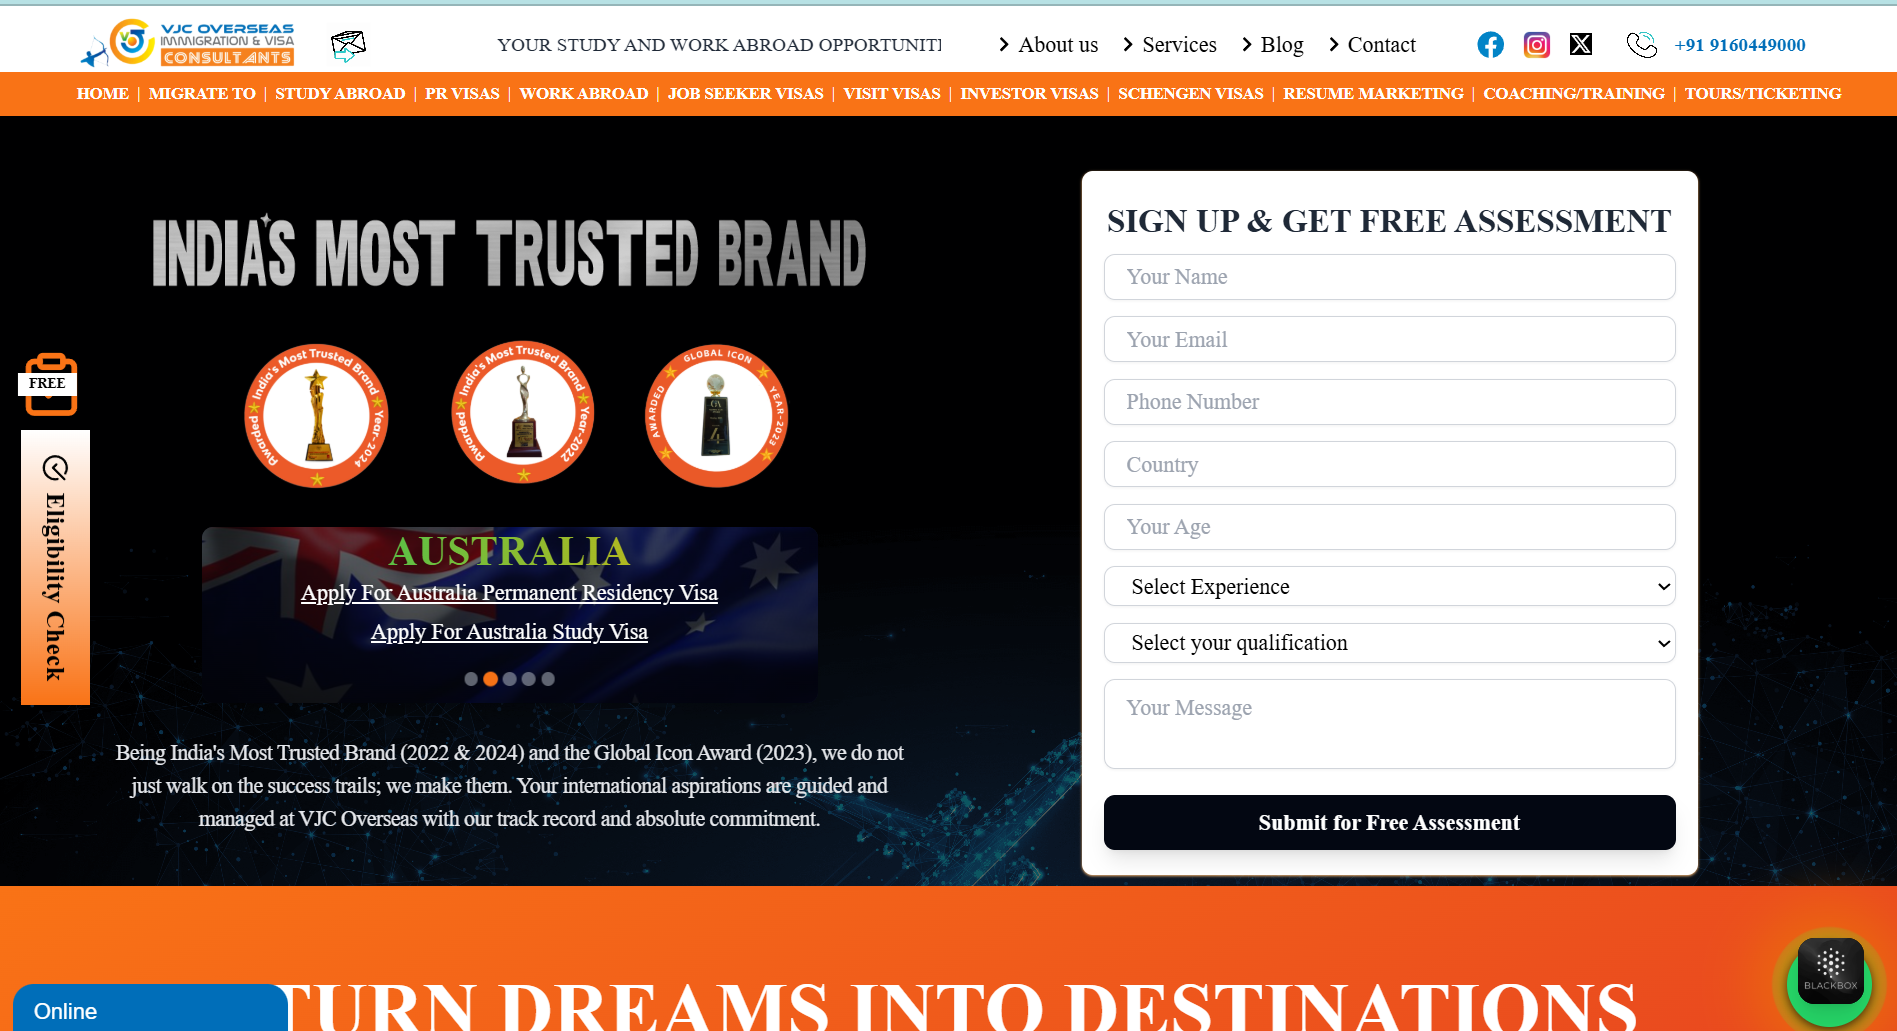 VJC OVERSEAS
IMMIGRATION & VISA
CONSULTANTS
YOUR STUDY AND WORK ABROAD OPPORTUNITI
About us
Services
Blog
Contact
+91 9160449000
HOME | MIGRATE TO | STUDY ABROAD | PR VISAS | WORK ABROAD | JOB SEEKER VISAS | VISIT VISAS | INVESTOR VISAS | SCHENGEN VISAS | RESUME MARKETING | COACHING/TRAINING | TOURS/TICKETING
INDIA'S MOST TRUSTED BRAND
India's Most Trusted Brand
Awarded Year-2024
India's Most Trusted Brand
Awarded Year-2022
GLOBAL ICON
AWARDED YEAR-2023
FREE
Eligibility Check
AUSTRALIA
Apply For Australia Permanent Residency Visa
Apply For Australia Study Visa
Being India's Most Trusted Brand (2022 & 2024) and the Global Icon Award (2023), we do not
just walk on the success trails; we make them. Your international aspirations are guided and
managed at VJC Overseas with our track record and absolute commitment.
SIGN UP & GET FREE ASSESSMENT
Your Name
Your Email
Phone Number
Country
Your Age
Select Experience
Select your qualification
Your Message
Submit for Free Assessment
TURN DREAMS INTO DESTINATIONS
Online
BLACKBOX